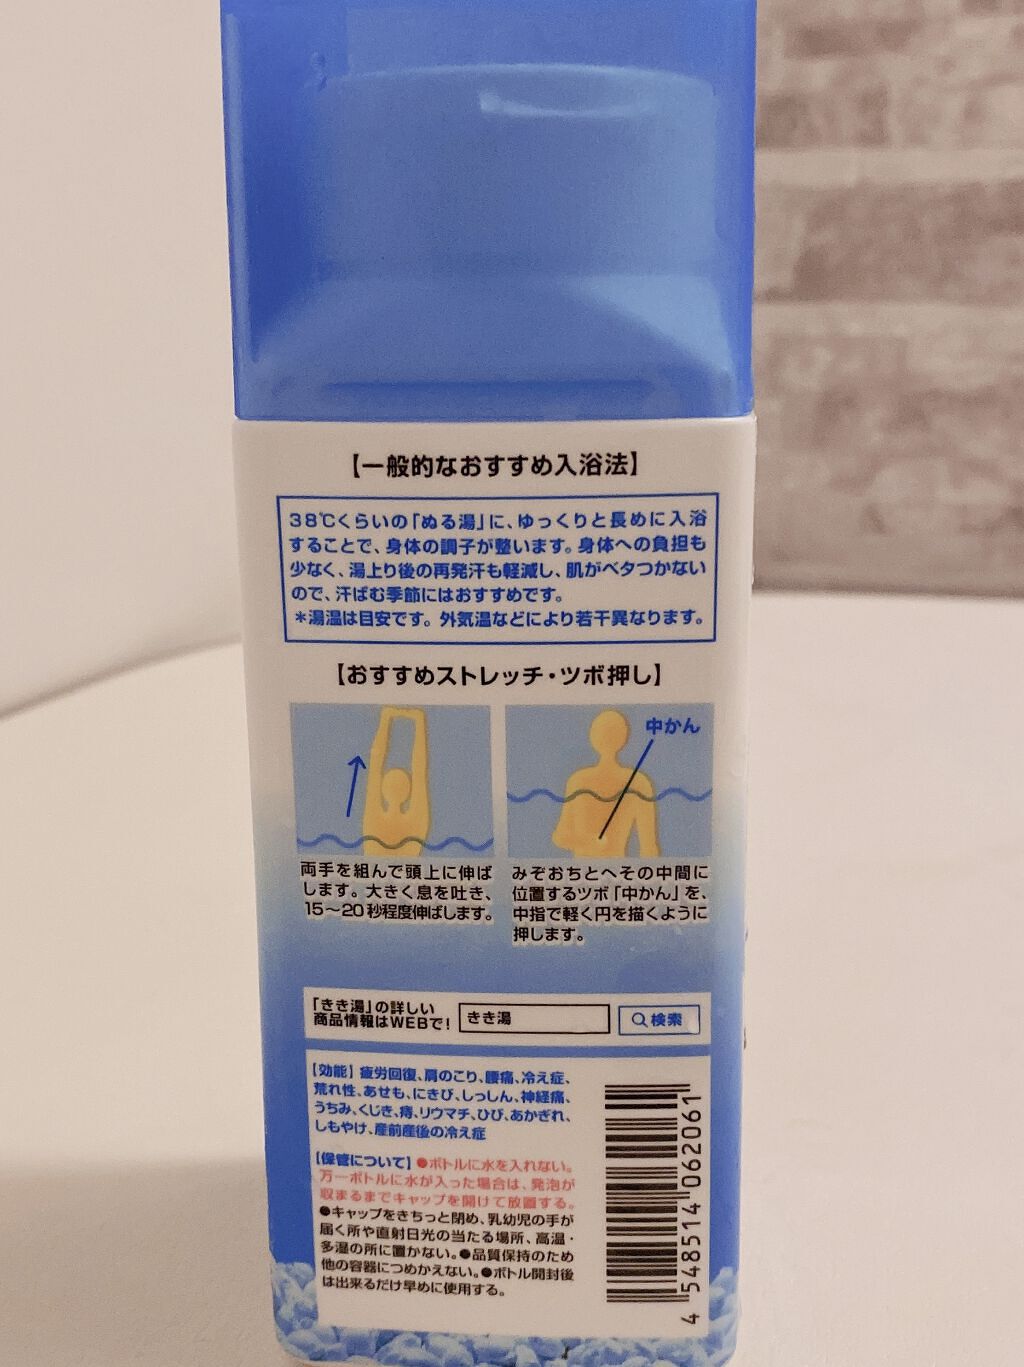 【一般的なおすすめ入浴法】
38℃くらいの「ぬる湯」に、ゆっくりと長めに入浴
することで、身体の調子が整います。身体への負担も
少なく、湯上り後の再発汗も軽減し、肌がベタつかない
ので、汗ばむ季節にはおすすめです。
*湯温は目安です。外気温などにより若干異なります。
【おすすめストレッチ・ツボ押し】
中かん
両手を組んで頭上に伸ば
します。大きく息を吐き、
15〜20秒程度伸ばします。
みぞおちとへその中間に
位置するツボ「中かん」を、
中指で軽く円を描くように
押します。
「きき湯」の詳しい
商品情報はWEBで!
きき湯
検索
【効能】疲労回復、肩のこり、腰痛、冷え症、
荒れ性、あせも、にきび、しっしん、神経痛、
うちみ、くじき、痔、リウマチ、ひび、あかぎれ、
しもやけ、産前産後の冷え症
【保管について】●ボトルに水を入れない。
万一ボトルに水が入った場合は、発泡が
収まるまでキャップを開けて放置する。
●キャップをきちっと閉め、乳幼児の手が
届く所や直射日光の当たる場所、高温・
多湿の所に置かない。●品質保持のため
他の容器につめかえない。●ボトル開封後
は出来るだけ早めに使用する。
4 548514 062061